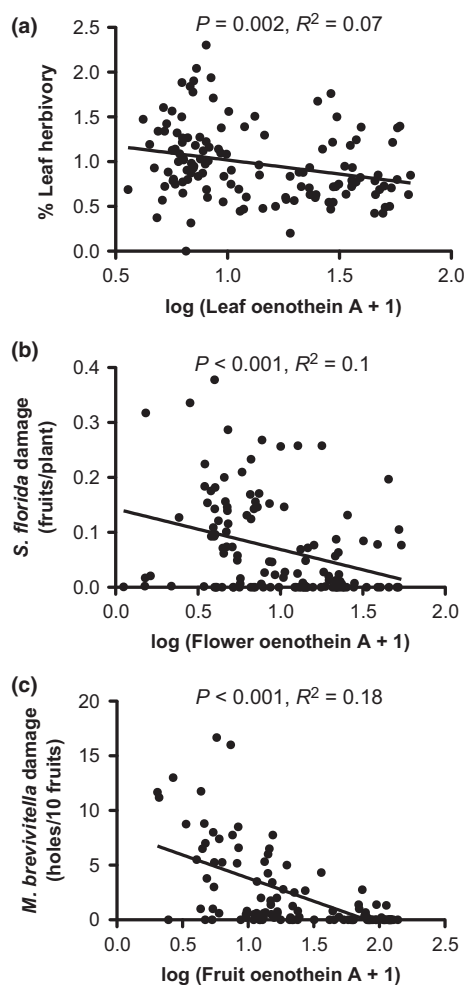 (a)
P = 0.002, R² = 0.07
% Leaf herbivory
2.5
2.0
1.5
1.0
0.5
0.0
0.5 1.0 1.5 2.0
log (Leaf oenothein A + 1)
(b)
P < 0.001, R² = 0.1
S. florida damage
(fruits/plant)
0.4
0.3
0.2
0.1
0.0
0.0 0.5 1.0 1.5 2.0
log (Flower oenothein A + 1)
(c)
P < 0.001, R² = 0.18
M. brevivitella damage
(holes/10 fruits)
20
15
10
5
0
0.0 0.5 1.0 1.5 2.0 2.5
log (Fruit oenothein A + 1)